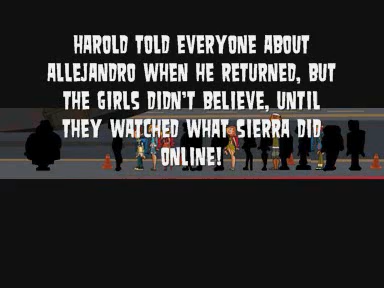 HAROLD TOLD EVERYONE ABOUT
ALLEJANDRO WHEN HE RETURNED, BUT
THE GIRLS DIDN'T BELIEVE, UNTIL
THEY WATCHED WHAT SIERRA DID
ONLINE!